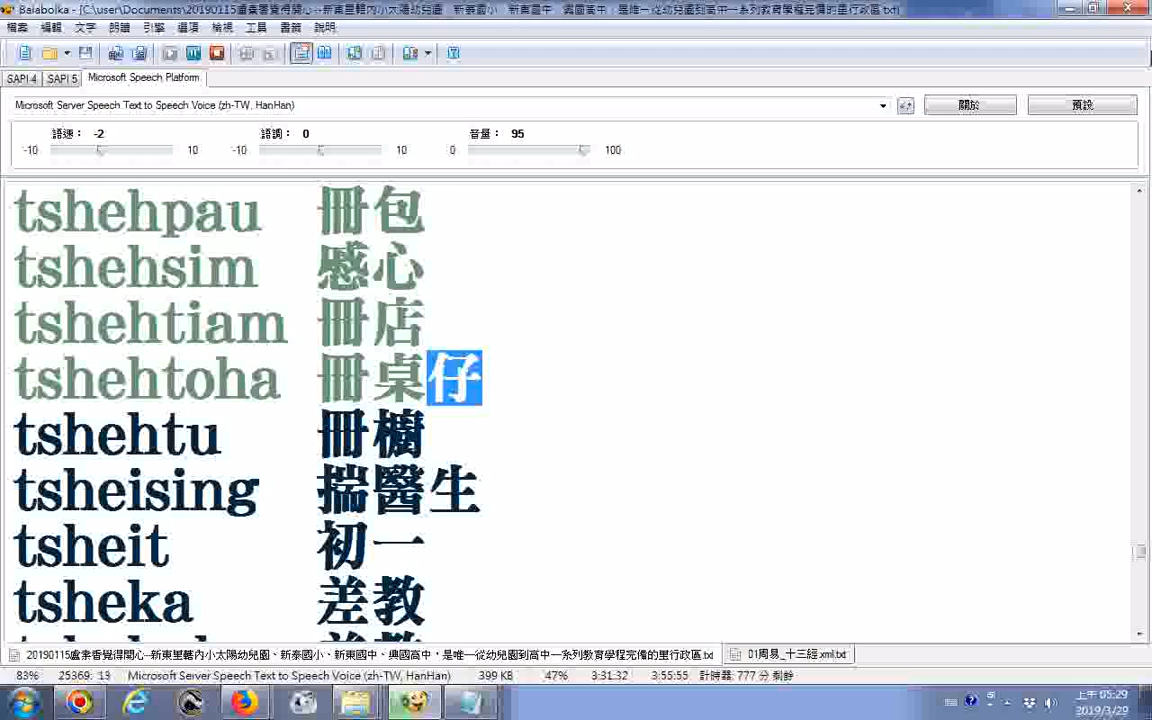 Balabolka - [C:\user\Documents\20190115盧秉香覺得開心--新東里轄內小太陽幼兒園、新泰國小、新東國中、興國高中，是唯一從幼兒園到高中一系列教育學程完備的里行政區.txt]
檔案 編輯 文字 朗讀 引擎 選項 檢視 工具 書籤 說明
SAPI 4 SAPI 5 Microsoft Speech Platform
Microsoft Server Speech Text to Speech Voice (zh-TW, HanHan) 關於 預設
語速： -2 語調： 0 音量： 95
-10 10 -10 10 0 100
tshehpau 冊包
tshehsim 慼心
tshehtiam 冊店
tshehtoha 冊桌仔
tshehtu 冊櫥
tsheising 揣醫生
tsheit 初一
tsheka 差教
20190115盧秉香覺得開心--新東里轄內小太陽幼兒園、新泰國小、新東國中、興國高中，是唯一從幼兒園到高中一系列教育學程完備的里行政區.txt 01周易_十三經.xml.txt
83% 25369: 13 Microsoft Server Speech Text to Speech Voice (zh-TW, HanHan) 47% 399 KB 3:31:32 3:55:55 計時器: 777 分 剩餘
上午 05:29
2019/3/29